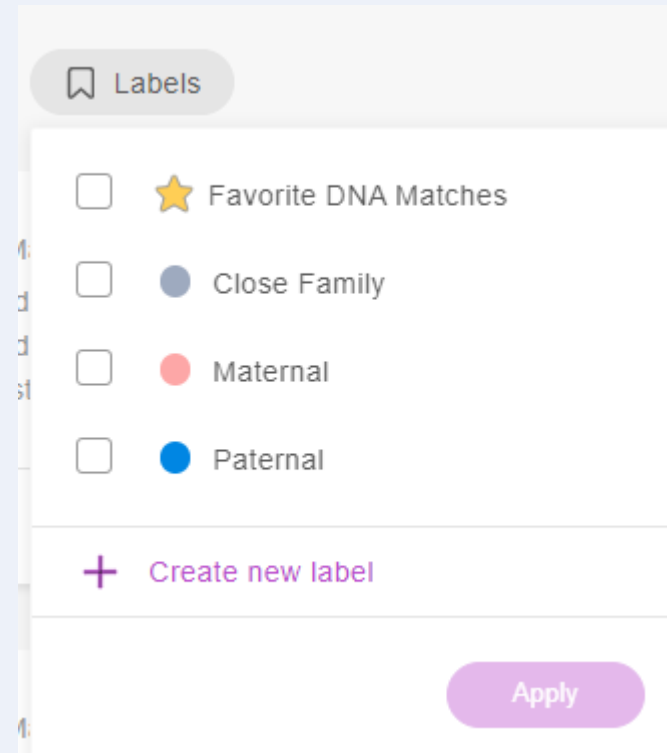 Labels
Favorite DNA Matches
Close Family
Maternal
Paternal
Create new label
Apply